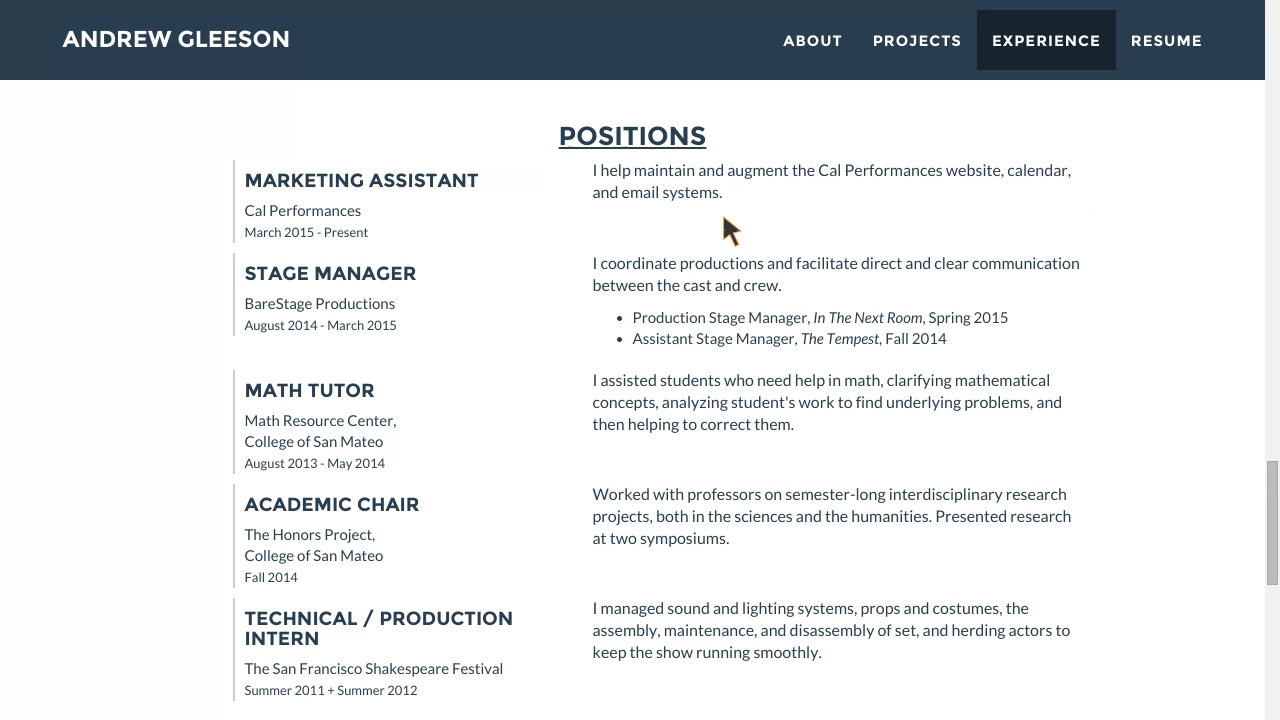 ANDREW GLEESON
ABOUT
PROJECTS
EXPERIENCE
RESUME
POSITIONS
MARKETING ASSISTANT
Cal Performances
March 2015 - Present
I help maintain and augment the Cal Performances website, calendar,
and email systems.
STAGE MANAGER
BareStage Productions
August 2014 - March 2015
I coordinate productions and facilitate direct and clear communication
between the cast and crew.
• Production Stage Manager, In The Next Room, Spring 2015
• Assistant Stage Manager, The Tempest, Fall 2014
MATH TUTOR
Math Resource Center,
College of San Mateo
August 2013 - May 2014
I assisted students who need help in math, clarifying mathematical
concepts, analyzing student's work to find underlying problems, and
then helping to correct them.
ACADEMIC CHAIR
The Honors Project,
College of San Mateo
Fall 2014
Worked with professors on semester-long interdisciplinary research
projects, both in the sciences and the humanities. Presented research
at two symposiums.
TECHNICAL / PRODUCTION
INTERN
The San Francisco Shakespeare Festival
Summer 2011 + Summer 2012
I managed sound and lighting systems, props and costumes, the
assembly, maintenance, and disassembly of set, and herding actors to
keep the show running smoothly.